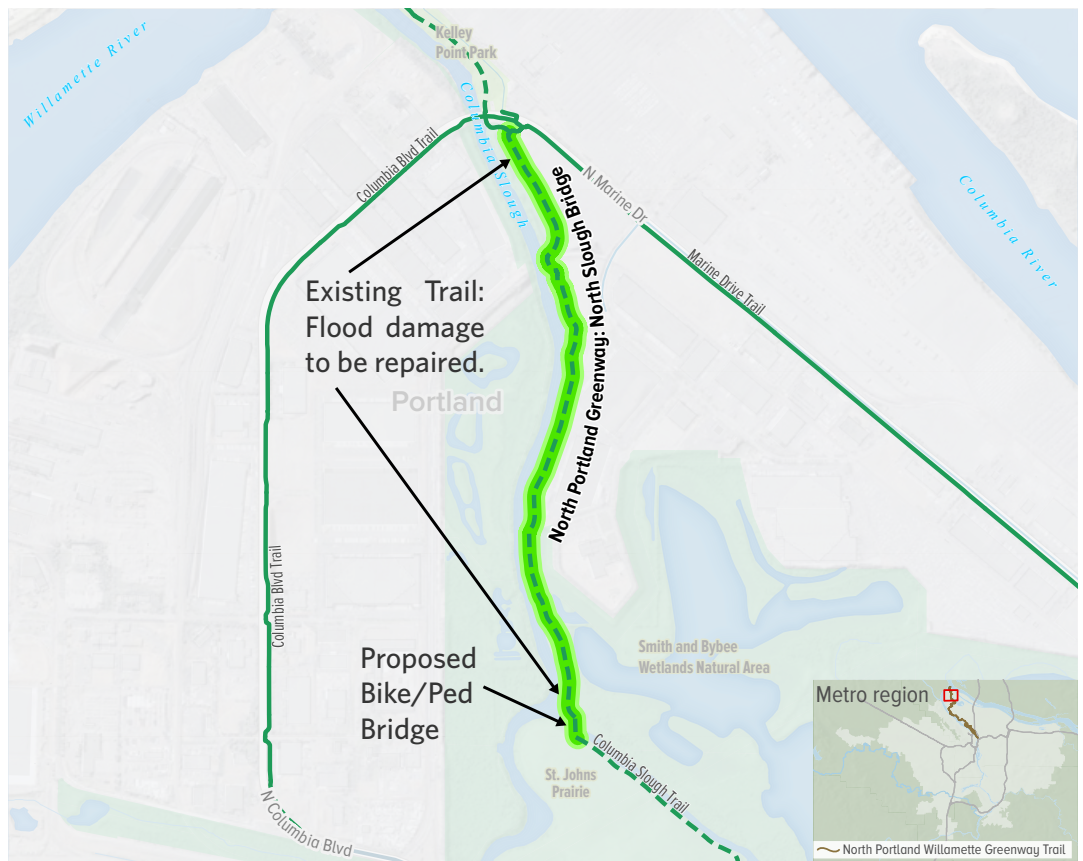 Kelley
Point Park
Willamette River
Columbia Slough
Columbia Blvd Trail
N Marine Dr
Columbia River
North Portland Greenway: North Slough Bridge
Marine Drive Trail
Existing Trail:
Flood damage
to be repaired.
Portland
Columbia Blvd Trail
Smith and Bybee
Wetlands Natural Area
Proposed
Bike/Ped
Bridge
Columbia Slough Trail
St. Johns
Prairie
N Columbia Blvd
Metro region
North Portland Willamette Greenway Trail